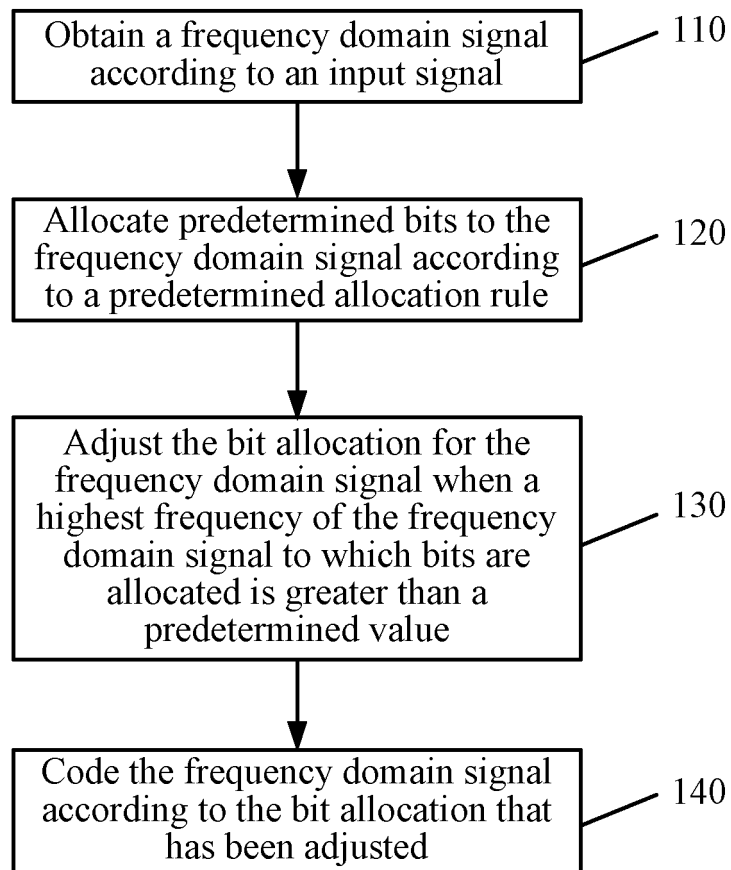 Obtain a frequency domain signal
according to an input signal
110
Allocate predetermined bits to the
frequency domain signal according
to a predetermined allocation rule
120
Adjust the bit allocation for the
frequency domain signal when a
highest frequency of the frequency
domain signal to which bits are
allocated is greater than a
predetermined value
130
Code the frequency domain signal
according to the bit allocation that
has been adjusted
140